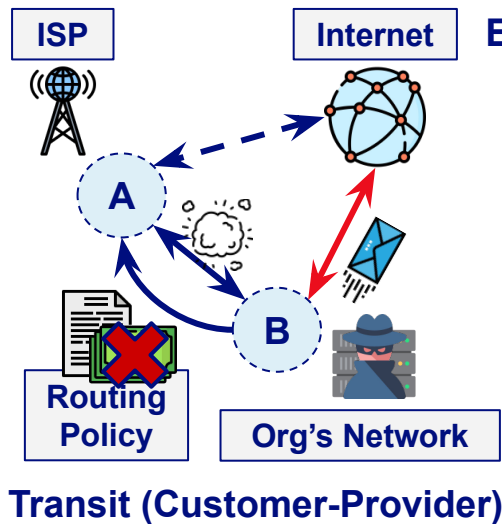 ISP
Internet
E
A
B
Routing
Policy
Org's Network
Transit (Customer-Provider)